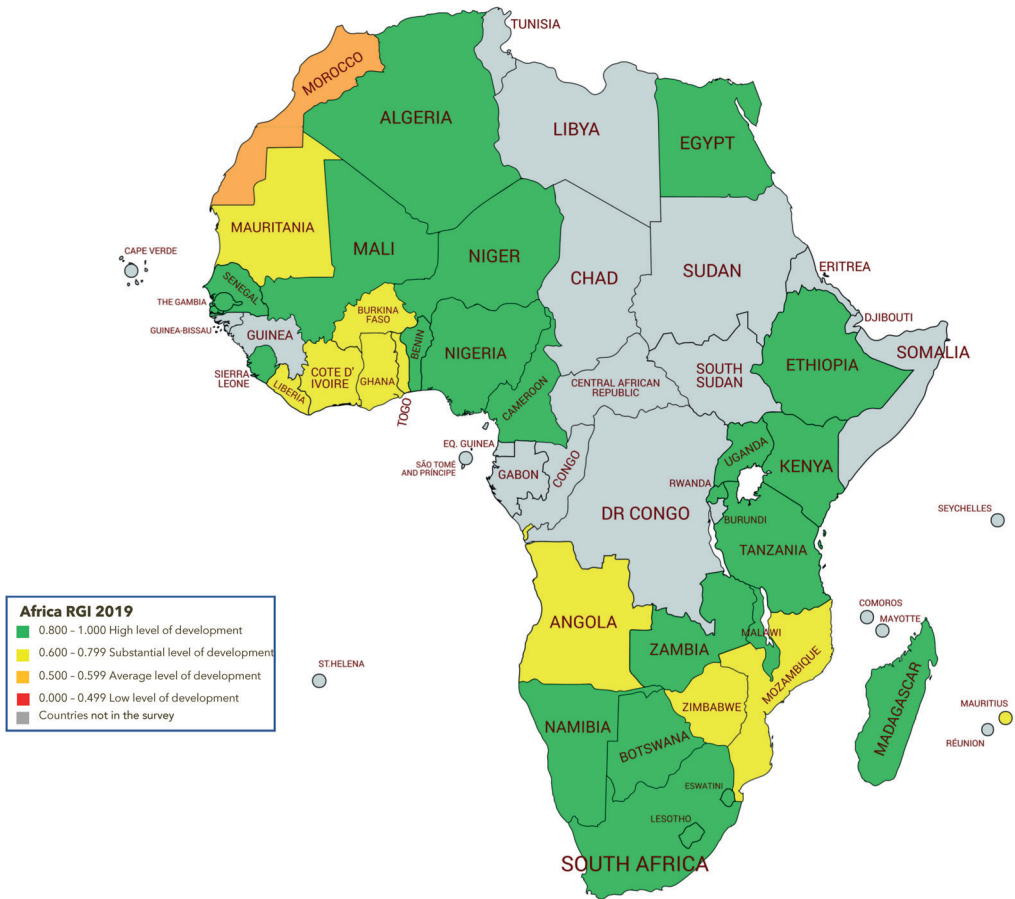 TUNISIA
MOROCCO
ALGERIA
LIBYA
EGYPT
MAURITANIA
MALI
NIGER
CHAD
SUDAN
ERITREA
CAPE VERDE
SENEGAL
THE GAMBIA
BURKINA
FASO
DJIBOUTI
GUINEA-BISSAU
GUINEA
BENIN
NIGERIA
SOMALIA
SIERRA
LEONE
LIBERIA
COTE D'
IVOIRE
GHANA
TOGO
CAMEROON
CENTRAL AFRICAN
REPUBLIC
SOUTH
SUDAN
ETHIOPIA
EQ. GUINEA
SÃO TOMÉ
AND PRÍNCIPE
GABON
CONGO
UGANDA
KENYA
RWANDA
DR CONGO
BURUNDI
TANZANIA
SEYCHELLES
COMOROS
MAYOTTE
ANGOLA
ZAMBIA
MALAWI
MOZAMBIQUE
ST.HELENA
ZIMBABWE
NAMIBIA
BOTSWANA
MADAGASCAR
MAURITIUS
RÉUNION
ESWATINI
LESOTHO
SOUTH AFRICA
Africa RGI 2019
0.800 – 1.000 High level of development
0.600 – 0.799 Substantial level of development
0.500 – 0.599 Average level of development
0.000 – 0.499 Low level of development
Countries not in the survey